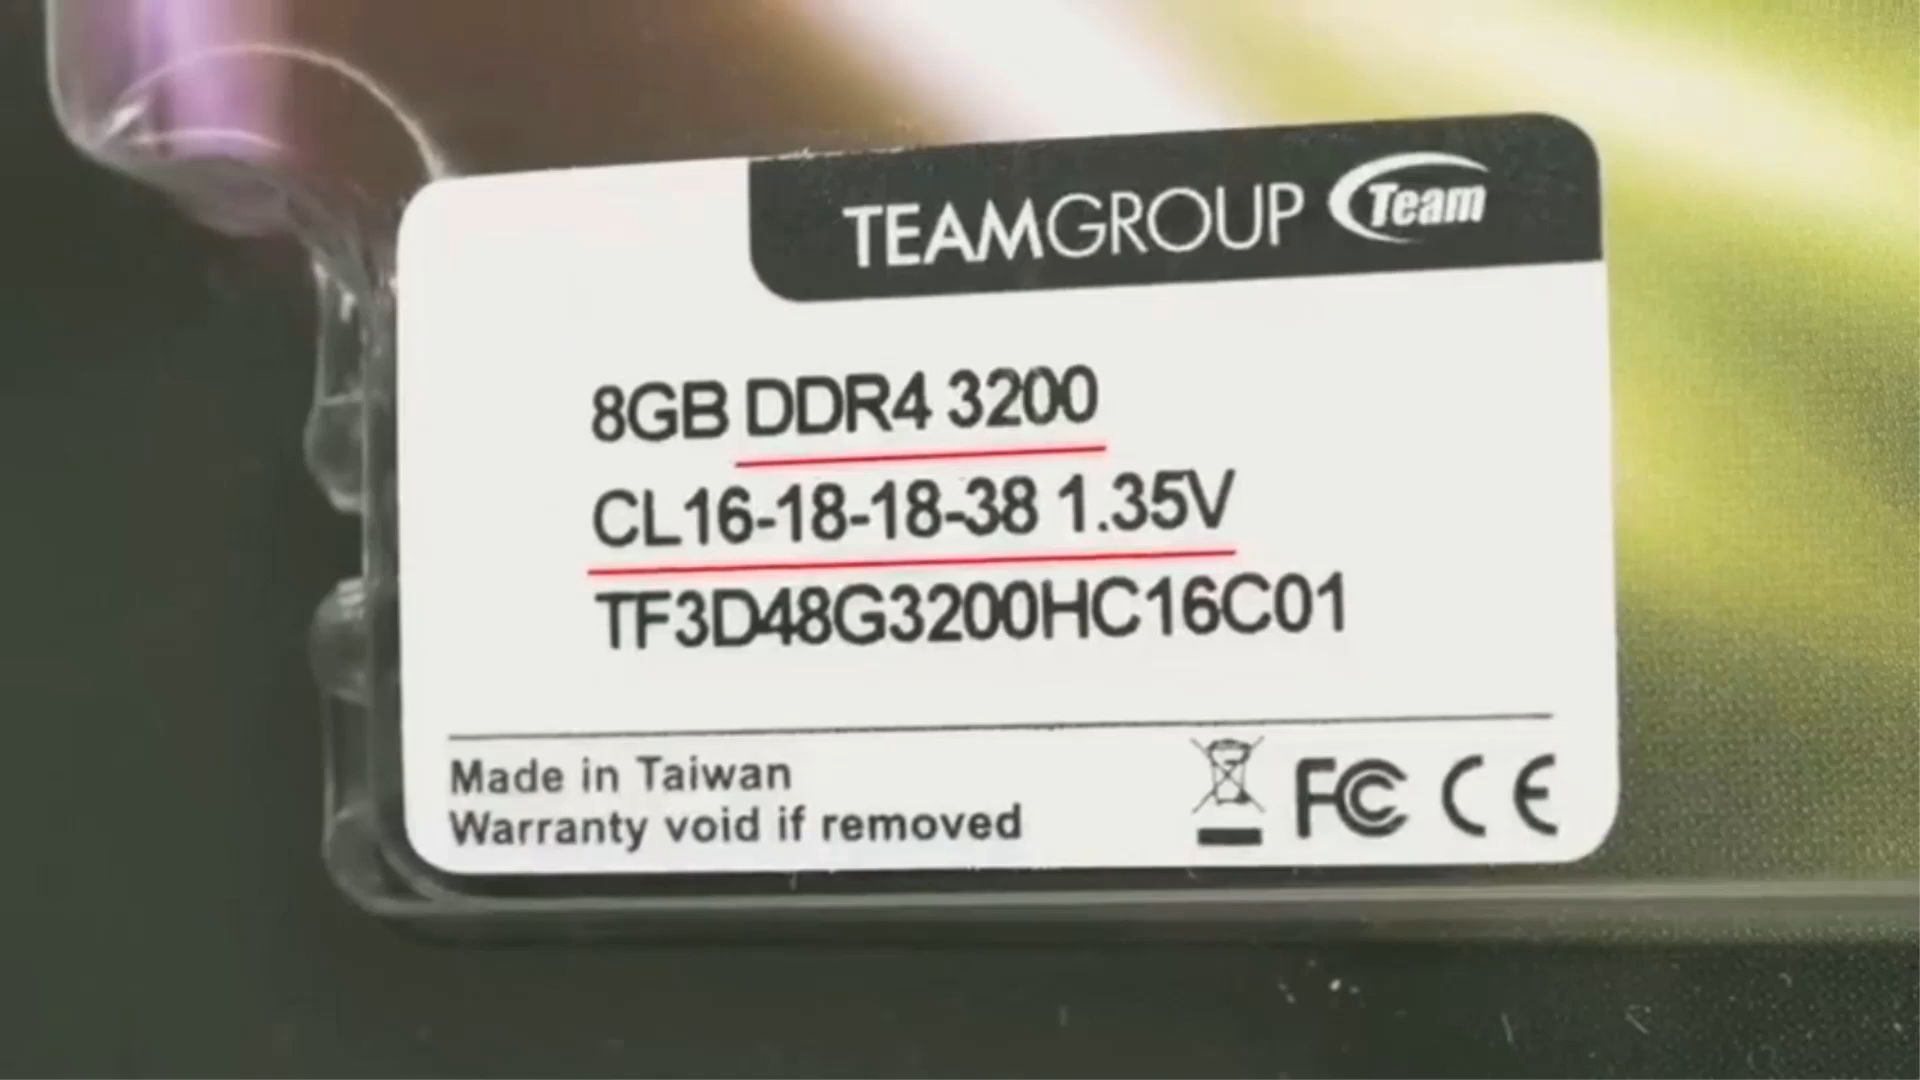 TEAMGROUP Team
8GB DDR4 3200
CL16-18-18-38 1.35V
TF3D48G3200HC16C01
Made in Taiwan
Warranty void if removed
FC CE